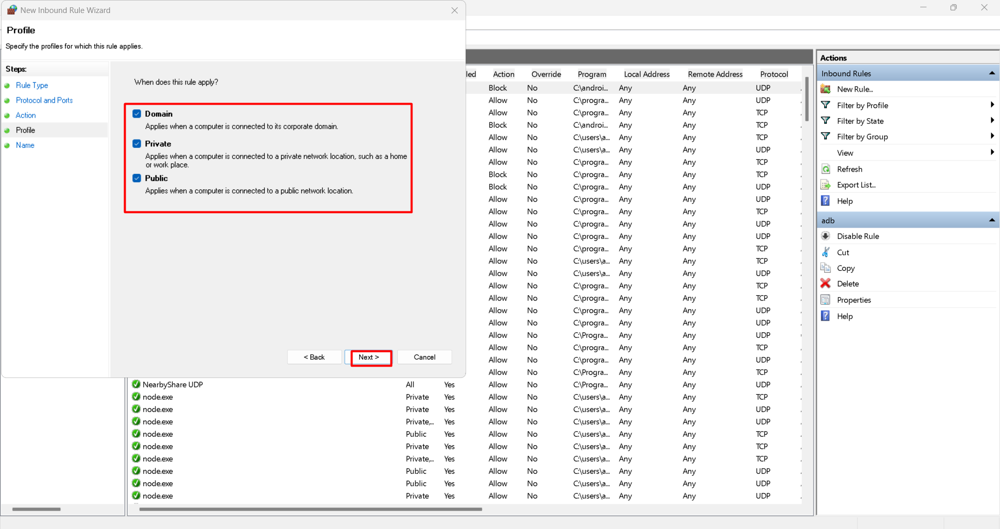 New Inbound Rule Wizard
Profile
Specify the profiles for which this rule applies.
Steps:
Rule Type
Protocol and Ports
Action
Profile
Name
When does this rule apply?
Domain
Applies when a computer is connected to its corporate domain.
Private
Applies when a computer is connected to a private network location, such as a home
or work place.
Public
Applies when a computer is connected to a public network location.
< Back
Next >
Cancel
led Action Override Program Local Address Remote Address Protocol
Block No C:\androi... Any Any UDP
Allow No C:\progra... Any Any UDP
Allow No C:\progra... Any Any TCP
Block No C:\androi... Any Any TCP
Allow No C:\users\a... Any Any TCP
Allow No C:\users\a... Any Any UDP
Allow No C:\progra... Any Any TCP
Block No C:\progra... Any Any TCP
Block No C:\progra... Any Any UDP
Allow No C:\progra... Any Any UDP
Allow No C:\progra... Any Any TCP
Allow No C:\progra... Any Any UDP
Allow No C:\progra... Any Any UDP
Allow No C:\progra... Any Any TCP
Allow No C:\users\a... Any Any TCP
Allow No C:\users\a... Any Any UDP
Allow No C:\progra... Any Any TCP
Allow No C:\progra... Any Any TCP
Allow No C:\progra... Any Any UDP
Allow No C:\progra... Any Any UDP
Allow No C:\Progra... Any Any UDP
Allow No C:\progra... Any Any TCP
Allow No C:\progra... Any Any UDP
Allow No C:\Progra... Any Any TCP
NearbyShare UDP All Yes Allow No C:\Progra... Any Any UDP
node.exe Private Yes Allow No C:\users\a... Any Any TCP
node.exe Private Yes Allow No C:\users\a... Any Any UDP
node.exe Private,... Yes Allow No C:\users\a... Any Any UDP
node.exe Public Yes Allow No C:\users\a... Any Any TCP
node.exe Private Yes Allow No C:\users\a... Any Any TCP
node.exe Private,... Yes Allow No C:\users\a... Any Any TCP
node.exe Public Yes Allow No C:\users\a... Any Any UDP
node.exe Public Yes Allow No C:\users\a... Any Any UDP
node.exe Private Yes Allow No C:\users\a... Any Any UDP
Actions
Inbound Rules
New Rule...
Filter by Profile
Filter by State
Filter by Group
View
Refresh
Export List...
Help
adb
Disable Rule
Cut
Copy
Delete
Properties
Help